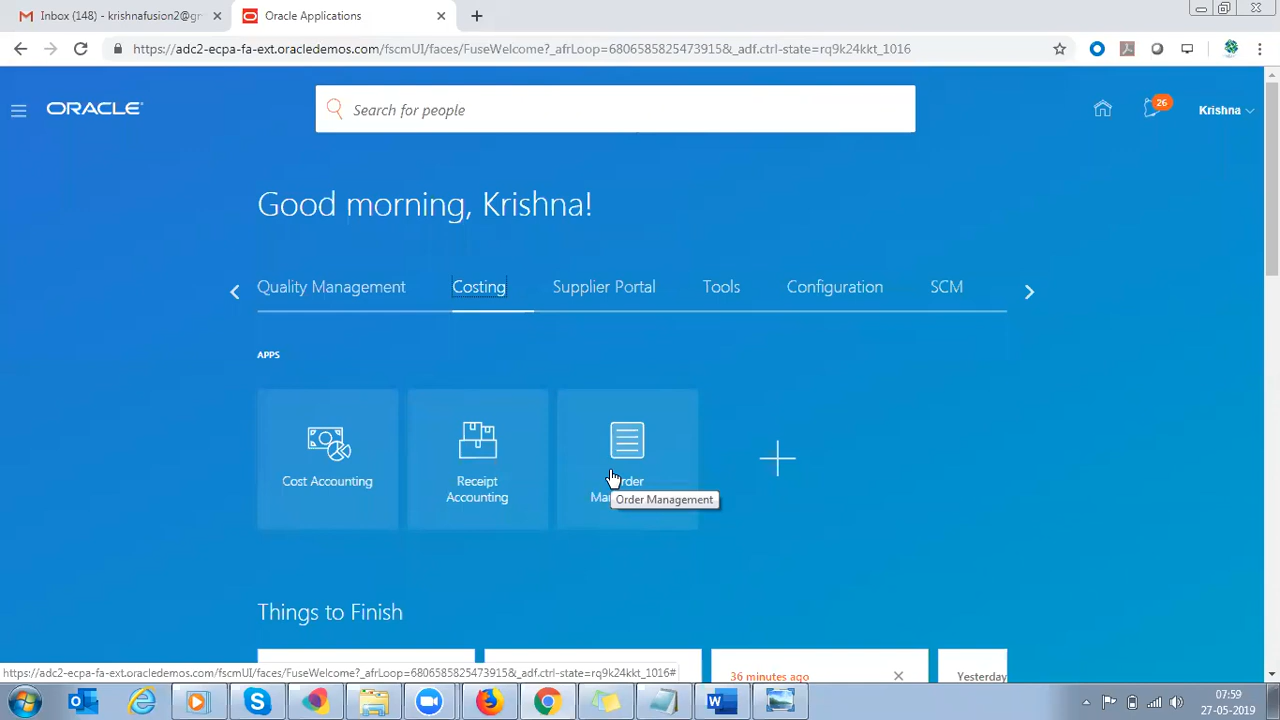 Inbox (148) - krishnafusion2@gr
Oracle Applications
https://adc2-ecpa-fa-ext.oracledemos.com/fscmUI/faces/FuseWelcome?_afrLoop=68065858254739158&_adf.ctrl-state=rq9k24kkt_1016
ORACLE
Search for people
26
Krishna
Good morning, Krishna!
Quality Management Costing Supplier Portal Tools Configuration SCM
APPS
Cost Accounting
Receipt Accounting
Order
Order Management
Things to Finish
36 minutes ago
Yesterday
https://adc2-ecpa-fa-ext.oracledemos.com/fscmUI/faces/FuseWelcome?_afrLoop=68065858254739158&_adf.ctrl-state=rq9k24kkt_1016#
07:59
27-05-2019